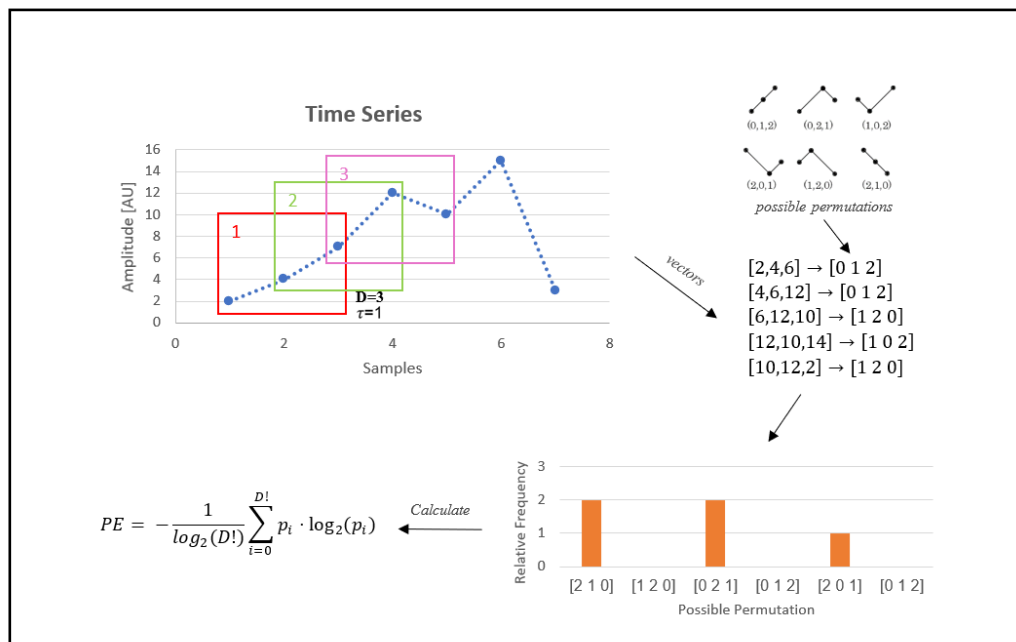 Time Series
Amplitude [AU]
16
14
12
10
8
6
4
2
0
1
2
3
D=3
τ=1
0 2 4 6 8
Samples
(0,1,2) (0,2,1) (1,0,2)
(2,0,1) (1,2,0) (2,1,0)
possible permutations
vectors
[2,4,6] → [0 1 2]
[4,6,12] → [0 1 2]
[6,12,10] → [1 2 0]
[12,10,14] → [1 0 2]
[10,12,2] → [1 2 0]
Relative Frequency
3
2
1
0
[2 1 0] [1 2 0] [0 2 1] [0 1 2] [2 0 1] [0 1 2]
Possible Permutation
Calculate
PE = − 1/log₂(D!) ∑_{i=0}^{D!} pᵢ · log₂(pᵢ)